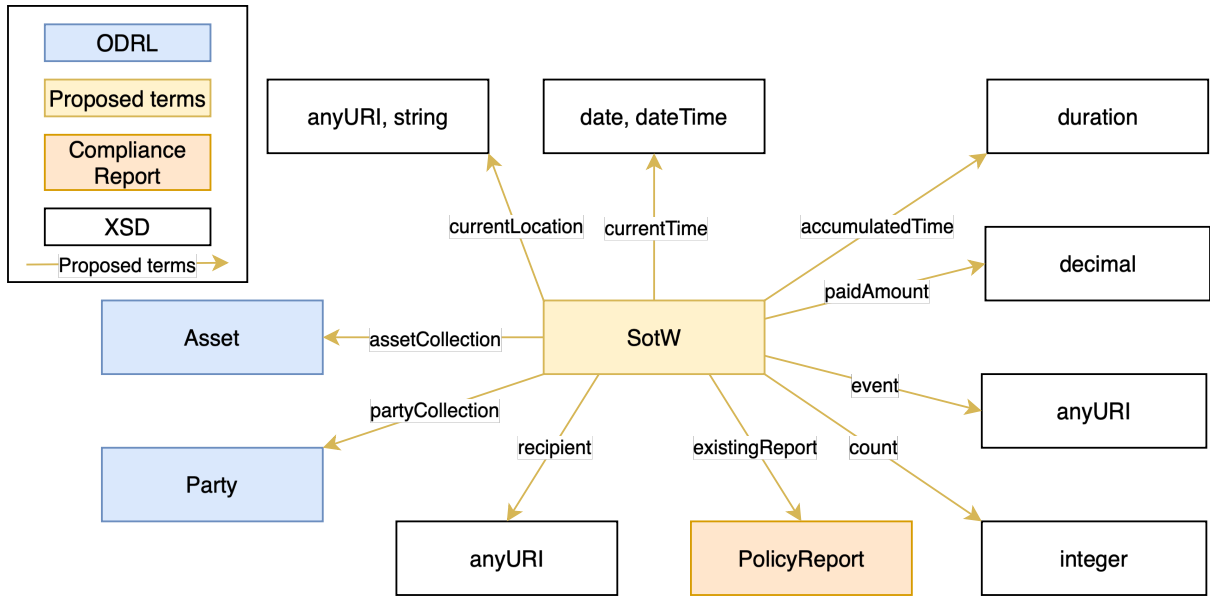 ODRL
Proposed terms
Compliance
Report
XSD
Proposed terms
anyURI, string
date, dateTime
duration
currentLocation
currentTime
accumulatedTime
decimal
paidAmount
Asset
assetCollection
SotW
event
anyURI
partyCollection
Party
recipient
existingReport
count
anyURI
PolicyReport
integer